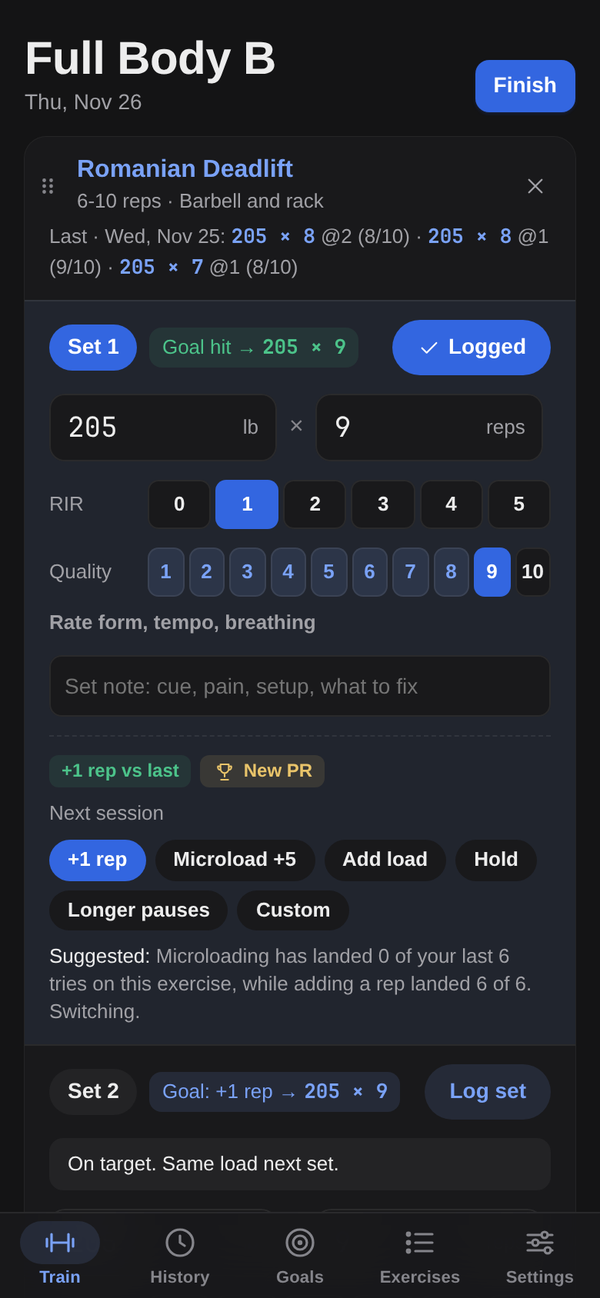 Full Body B
Thu, Nov 26
Finish
Romanian Deadlift
6-10 reps · Barbell and rack
Last · Wed, Nov 25: 205 × 8 @2 (8/10) · 205 × 8 @1
(9/10) · 205 × 7 @1 (8/10)
Set 1
Goal hit → 205 × 9
Logged
205 lb × 9 reps
RIR 0 1 2 3 4 5
Quality 1 2 3 4 5 6 7 8 9 10
Rate form, tempo, breathing
Set note: cue, pain, setup, what to fix
+1 rep vs last
New PR
Next session
+1 rep
Microload +5
Add load
Hold
Longer pauses
Custom
Suggested: Microloading has landed 0 of your last 6
tries on this exercise, while adding a rep landed 6 of 6.
Switching.
Set 2
Goal: +1 rep → 205 × 9
Log set
On target. Same load next set.
Train
History
Goals
Exercises
Settings